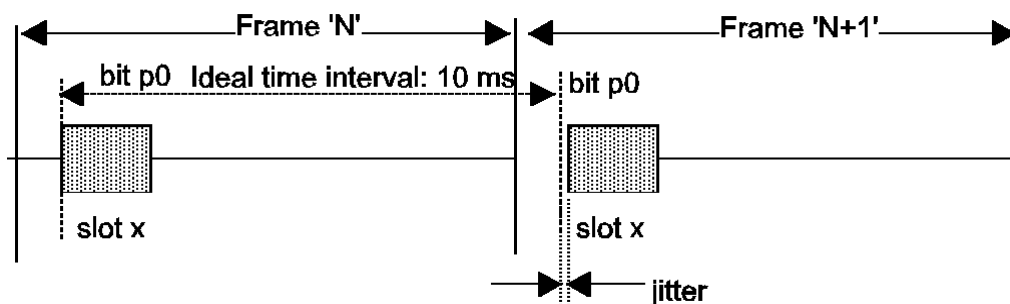 Frame 'N' Frame 'N+1'
bit p0 Ideal time interval: 10 ms bit p0
slot x slot x
jitter